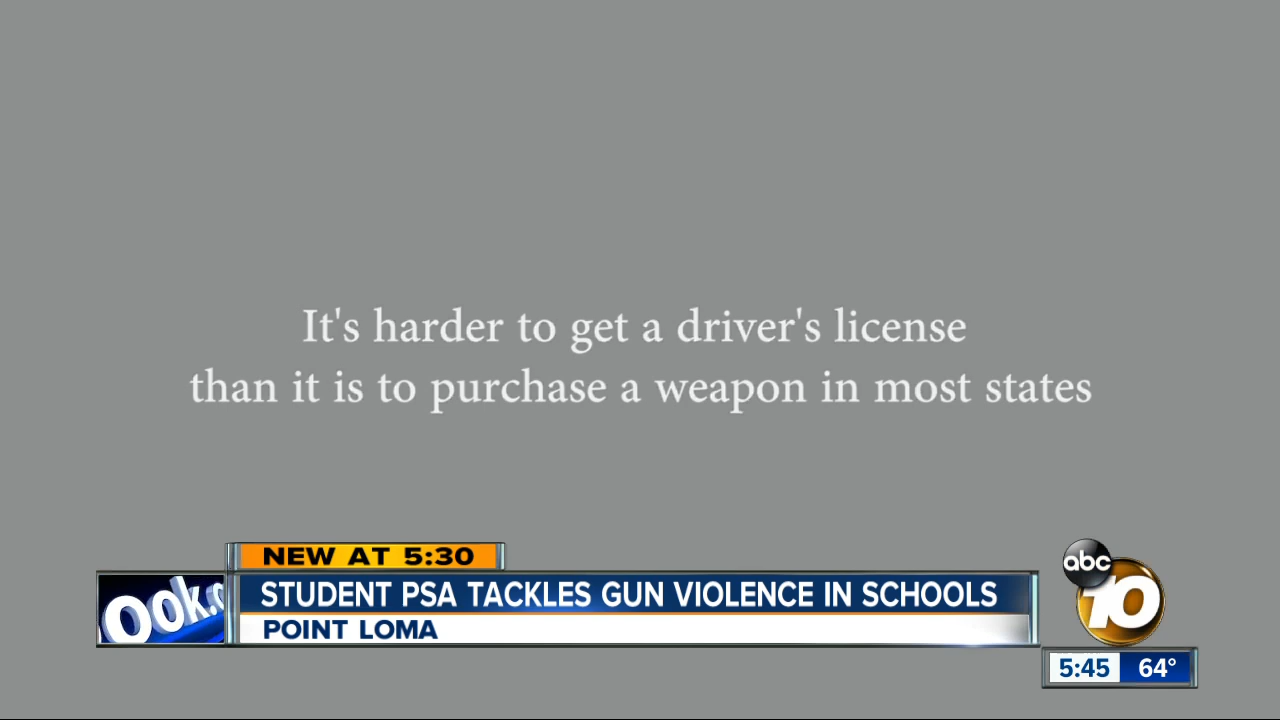 It's harder to get a driver's license
than it is to purchase a weapon in most states
NEW AT 5:30
STUDENT PSA TACKLES GUN VIOLENCE IN SCHOOLS
POINT LOMA
abc
10
5:45 64°